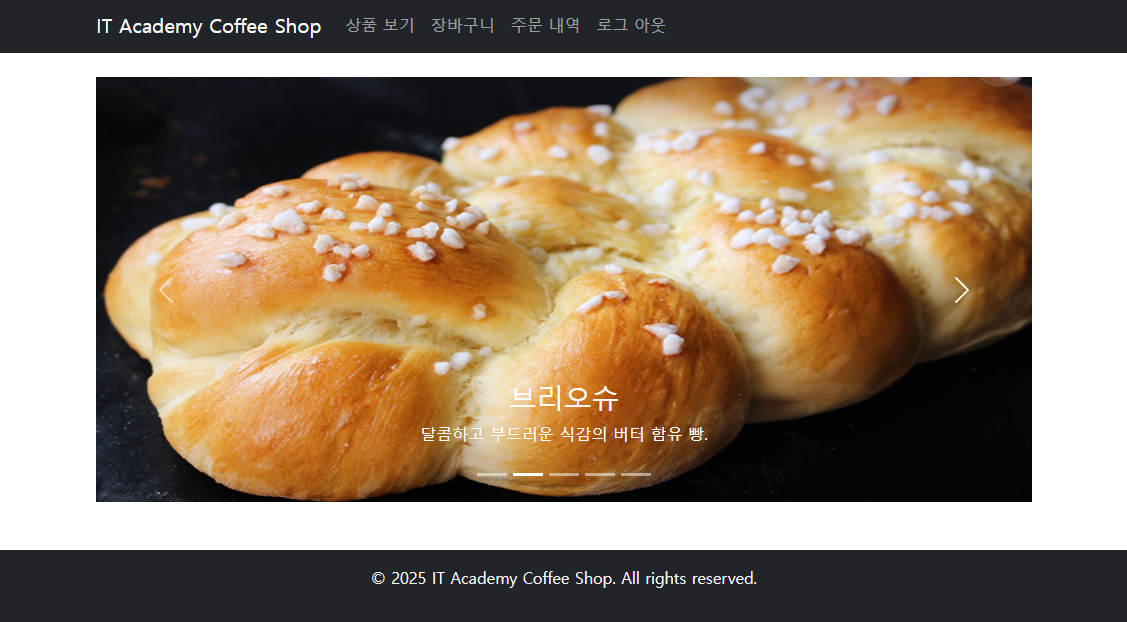 IT Academy Coffee Shop 상품 보기 장바구니 주문 내역 로그 아웃
브리오슈
달콤하고 부드러운 식감의 버터 함유 빵.
© 2025 IT Academy Coffee Shop. All rights reserved.